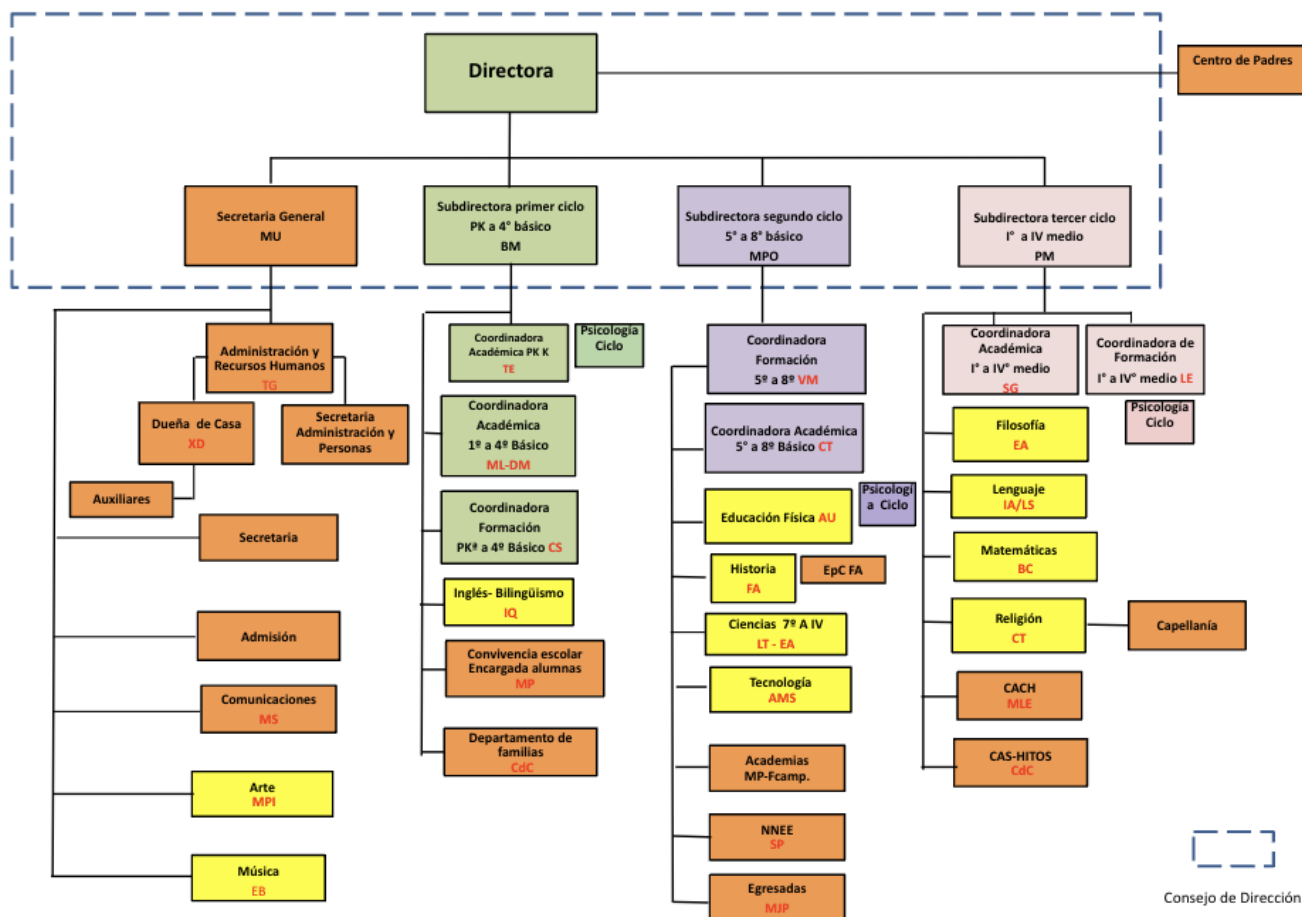 Directora
Centro de Padres
Secretaria General
MU
Subdirectora primer ciclo
PK a 4° básico
BM
Subdirectora segundo ciclo
5° a 8° básico
MPO
Subdirectora tercer ciclo
I° a IV medio
PM
Administración y
Recursos Humanos
TG
Dueña de Casa
XD
Secretaria
Administración y
Personas
Auxiliares
Secretaria
Admisión
Comunicaciones
MS
Arte
MPI
Música
EB
Coordinadora
Académica PK K
TE
Psicología
Ciclo
Coordinadora
Académica
1º a 4º Básico
ML-DM
Coordinadora
Formación
PKª a 4º Básico CS
Inglés- Bilingüismo
IQ
Convivencia escolar
Encargada alumnas
MP
Departamento de
familias
CdC
Coordinadora
Formación
5º a 8º VM
Coordinadora Académica
5° a 8º Básico CT
Psicologí
a Ciclo
Educación Física AU
Historia
FA
EpC FA
Ciencias 7º A IV
LT - EA
Tecnología
AMS
Academias
MP-Fcamp.
NNEE
SP
Egresadas
MJP
Coordinadora
Académica
I° a IV° medio
SG
Coordinadora de
Formación
I° a IV° medio LE
Psicología
Ciclo
Filosofía
EA
Lenguaje
IA/LS
Matemáticas
BC
Religión
CT
Capellanía
CACH
MLE
CAS-HITOS
CdC
Consejo de Dirección